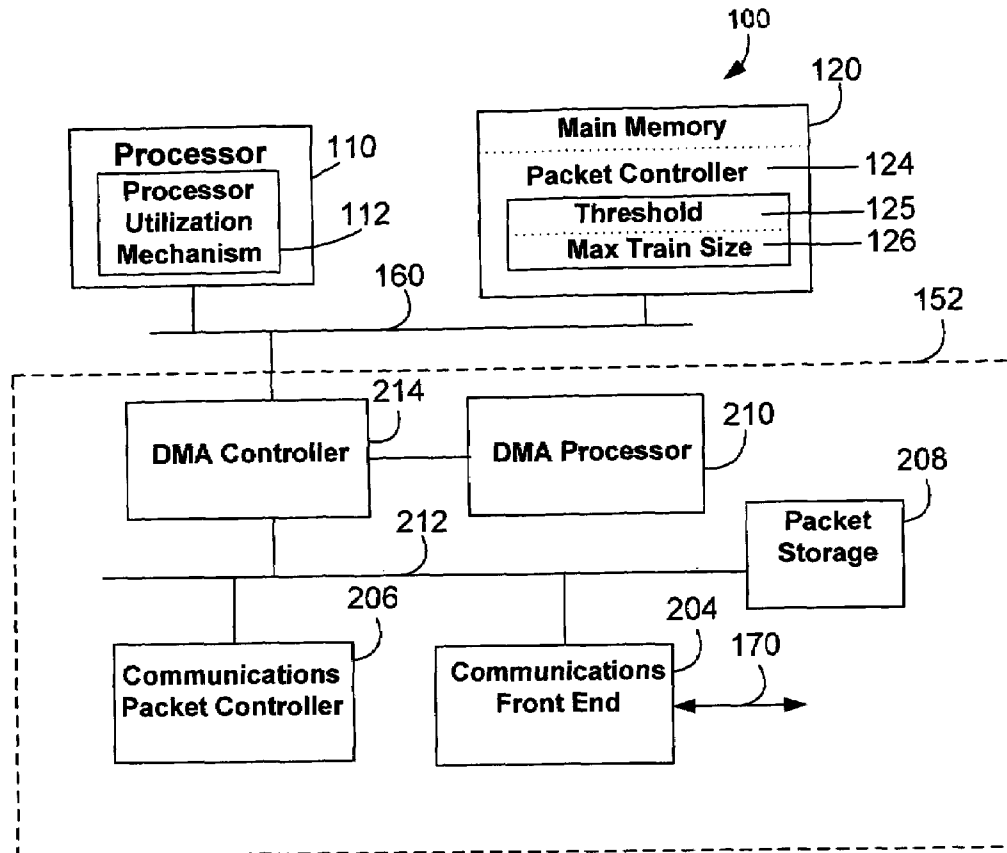 100
120
Main Memory
Packet Controller
124
Threshold
125
Max Train Size
126
Processor
110
Processor
Utilization
Mechanism
112
160
152
214
DMA Controller
210
DMA Processor
208
Packet
Storage
212
206
Communications
Packet Controller
204
Communications
Front End
170